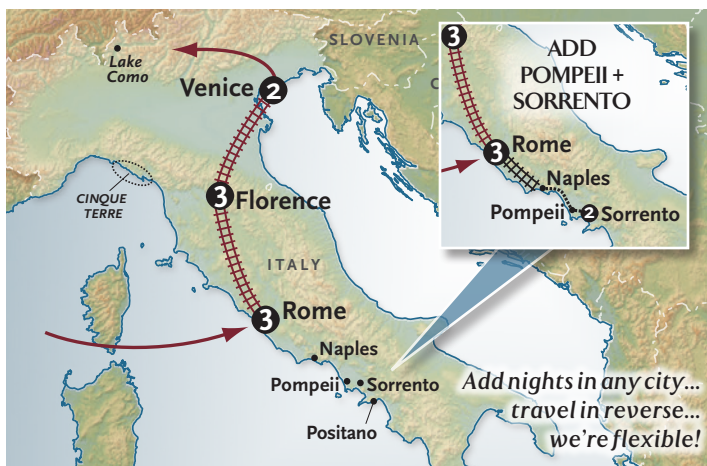 SLOVENIA
Lake
Como
Venice 2
CINQUE
TERRE
3 Florence
ITALY
3 Rome
Naples
Pompeii
Sorrento
Positano
3
ADD
POMPEII +
SORRENTO
3 Rome
Naples
Pompeii
2 Sorrento
Add nights in any city...
travel in reverse...
we're flexible!